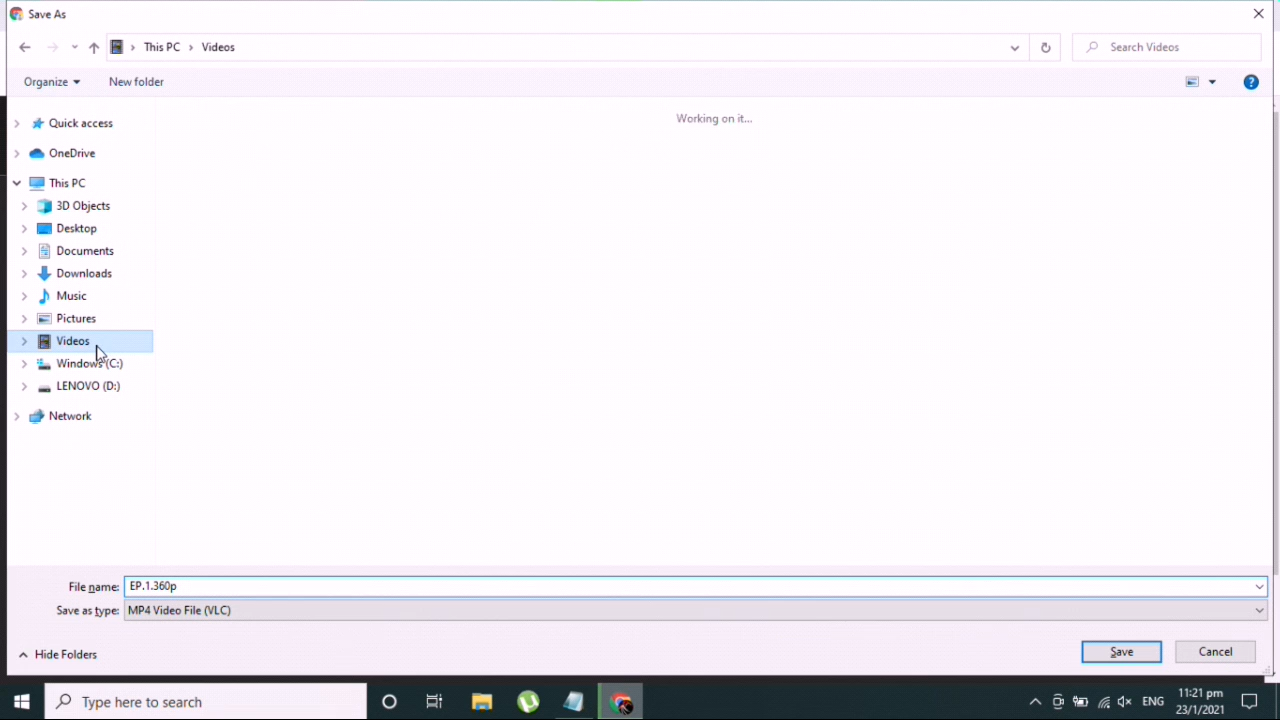 Save As
This PC
Videos
Search Videos
Organize
New folder
Working on it...
Quick access
OneDrive
This PC
3D Objects
Desktop
Documents
Downloads
Music
Pictures
Videos
Windows (C:)
LENOVO (D:)
Network
File name: EP.1.360p
Save as type: MP4 Video File (VLC)
Hide Folders
Save
Cancel
Type here to search
ENG
11:21 pm
23/1/2021